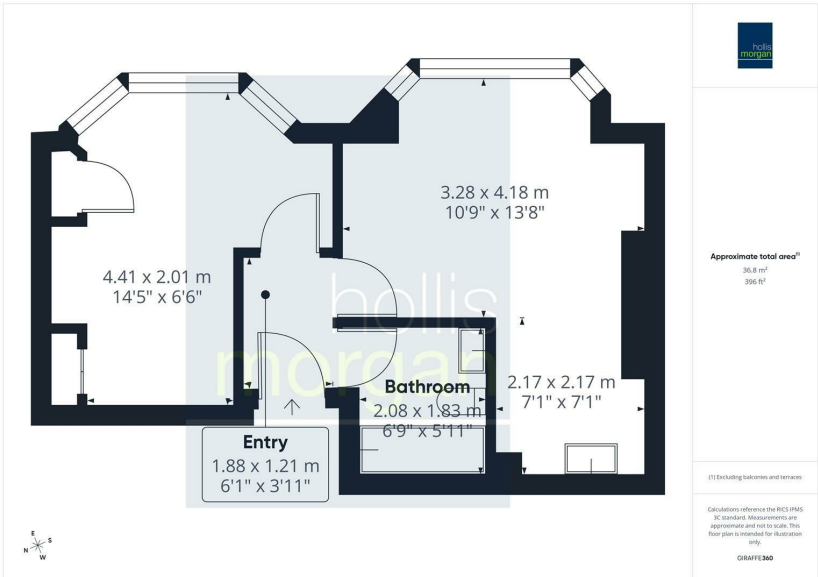 hollis
morgan
3.28 x 4.18 m
10'9" x 13'8"
4.41 x 2.01 m
14'5" x 6'6"
hollis
morgan
Bathroom
2.08 x 1.83 m
6'9" x 5'11"
2.17 x 2.17 m
7'1" x 7'1"
Entry
1.88 x 1.21 m
6'1" x 3'11"
N E S W
Approximate total area⁽¹⁾
36.8 m²
396 ft²
(1) Excluding balconies and terraces
Calculations reference the RICS IPMS
3C standard. Measurements are
approximate and not to scale. This
floor plan is intended for illustration
only.
GIRAFFE360